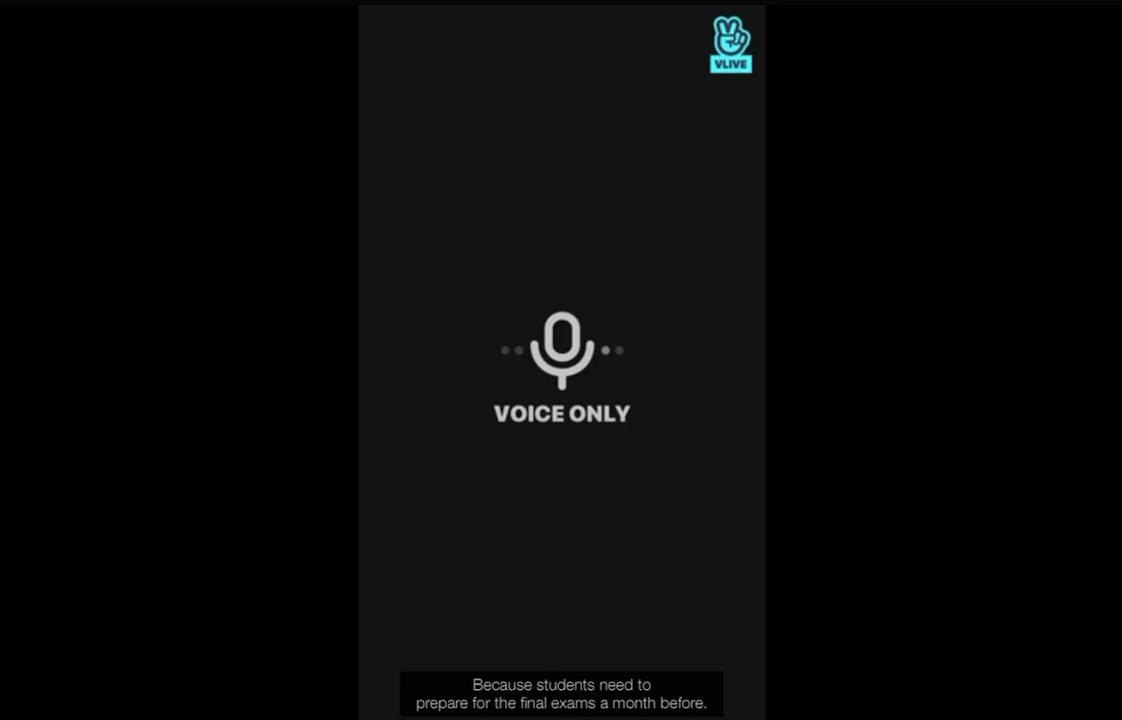 VLIVE
VOICE ONLY
Because students need to
prepare for the final exams a month before.